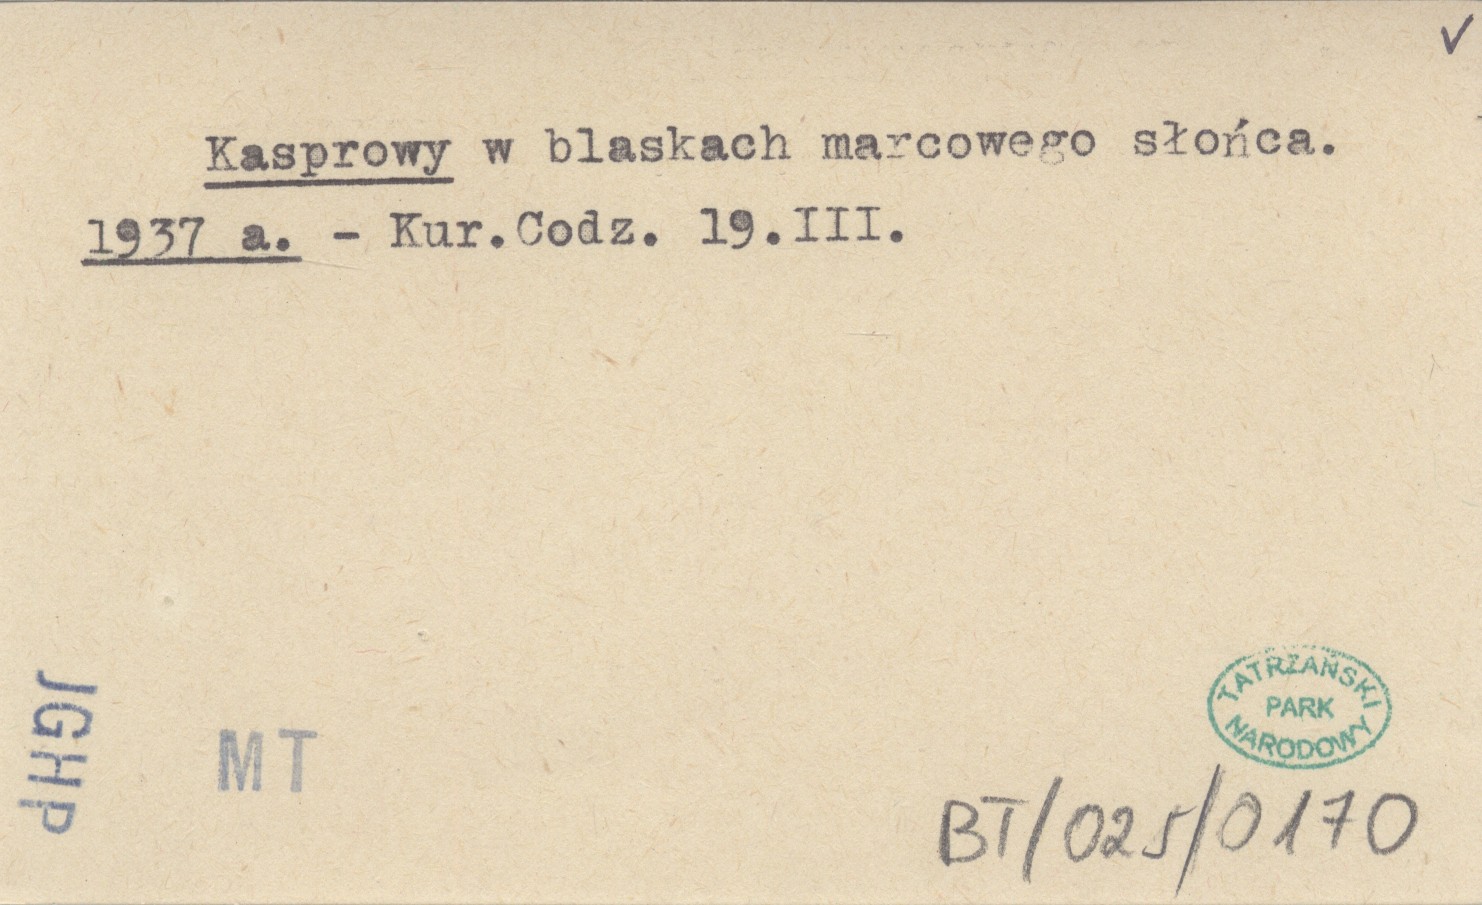 ✓
Kasprowy w blaskach marcowego słońca.
1937 a. - Kur.Codz. 19.III.
TATRZAŃSKI
PARK
NARODOWY
JGHP
MT
BT/025/0170